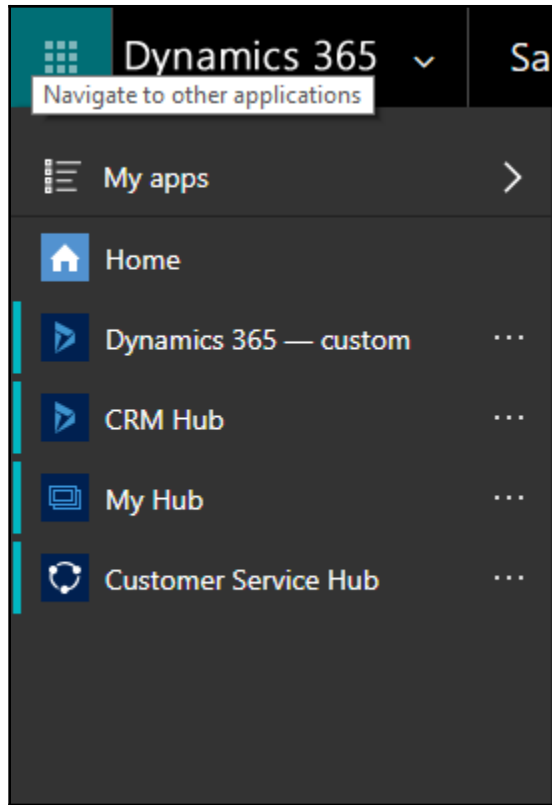 Dynamics 365 Sa
Navigate to other applications
My apps
Home
Dynamics 365 — custom
CRM Hub
My Hub
Customer Service Hub